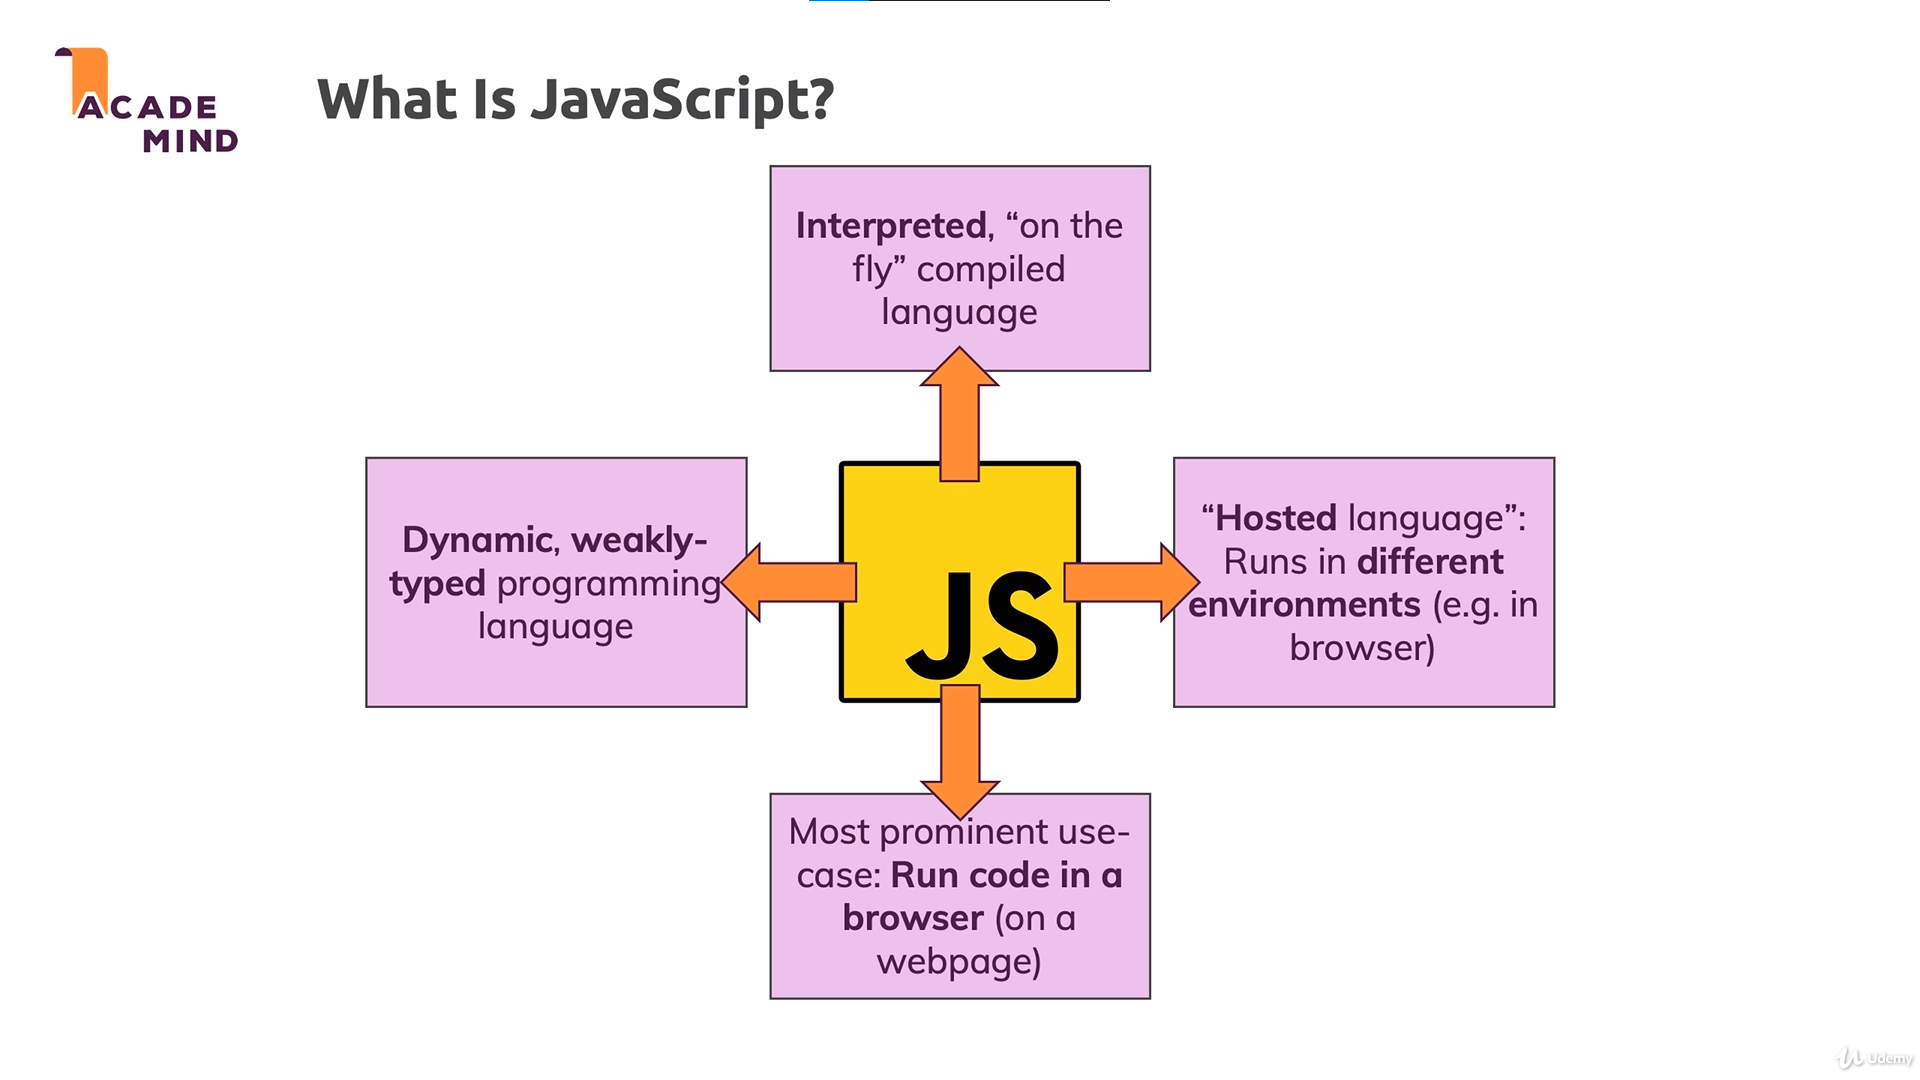 ACADE
MIND
What Is JavaScript?
Interpreted, “on the
fly” compiled
language
Dynamic, weakly-
typed programming
language
JS
“Hosted language”:
Runs in different
environments (e.g. in
browser)
Most prominent use-
case: Run code in a
browser (on a
webpage)
Udemy